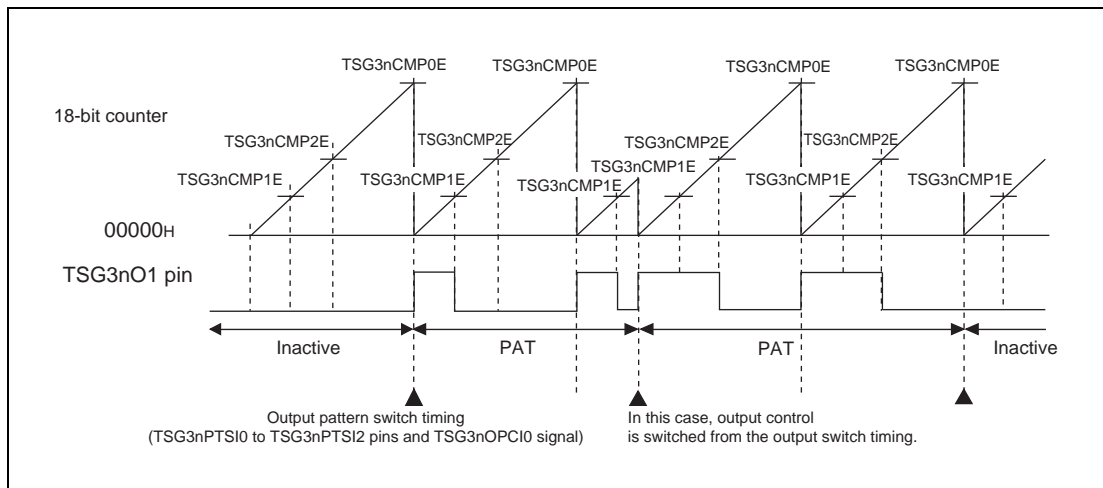 TSG3nCMP0E TSG3nCMP0E TSG3nCMP0E TSG3nCMP0E
18-bit counter
TSG3nCMP2E TSG3nCMP2E TSG3nCMP2E TSG3nCMP2E
TSG3nCMP1E
TSG3nCMP1E TSG3nCMP1E TSG3nCMP1E TSG3nCMP1E TSG3nCMP1E
00000H
TSG3nO1 pin
Inactive PAT PAT Inactive
Output pattern switch timing
(TSG3nPTSI0 to TSG3nPTSI2 pins and TSG3nOPCI0 signal)
In this case, output control
is switched from the output switch timing.